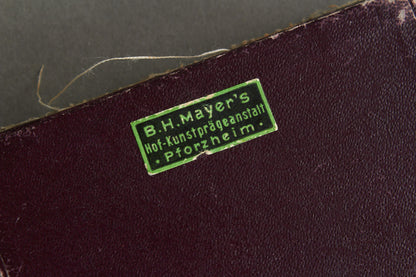 B.H.Mayer's
Hof-Kunstprägeanstalt
· Pforzheim ·